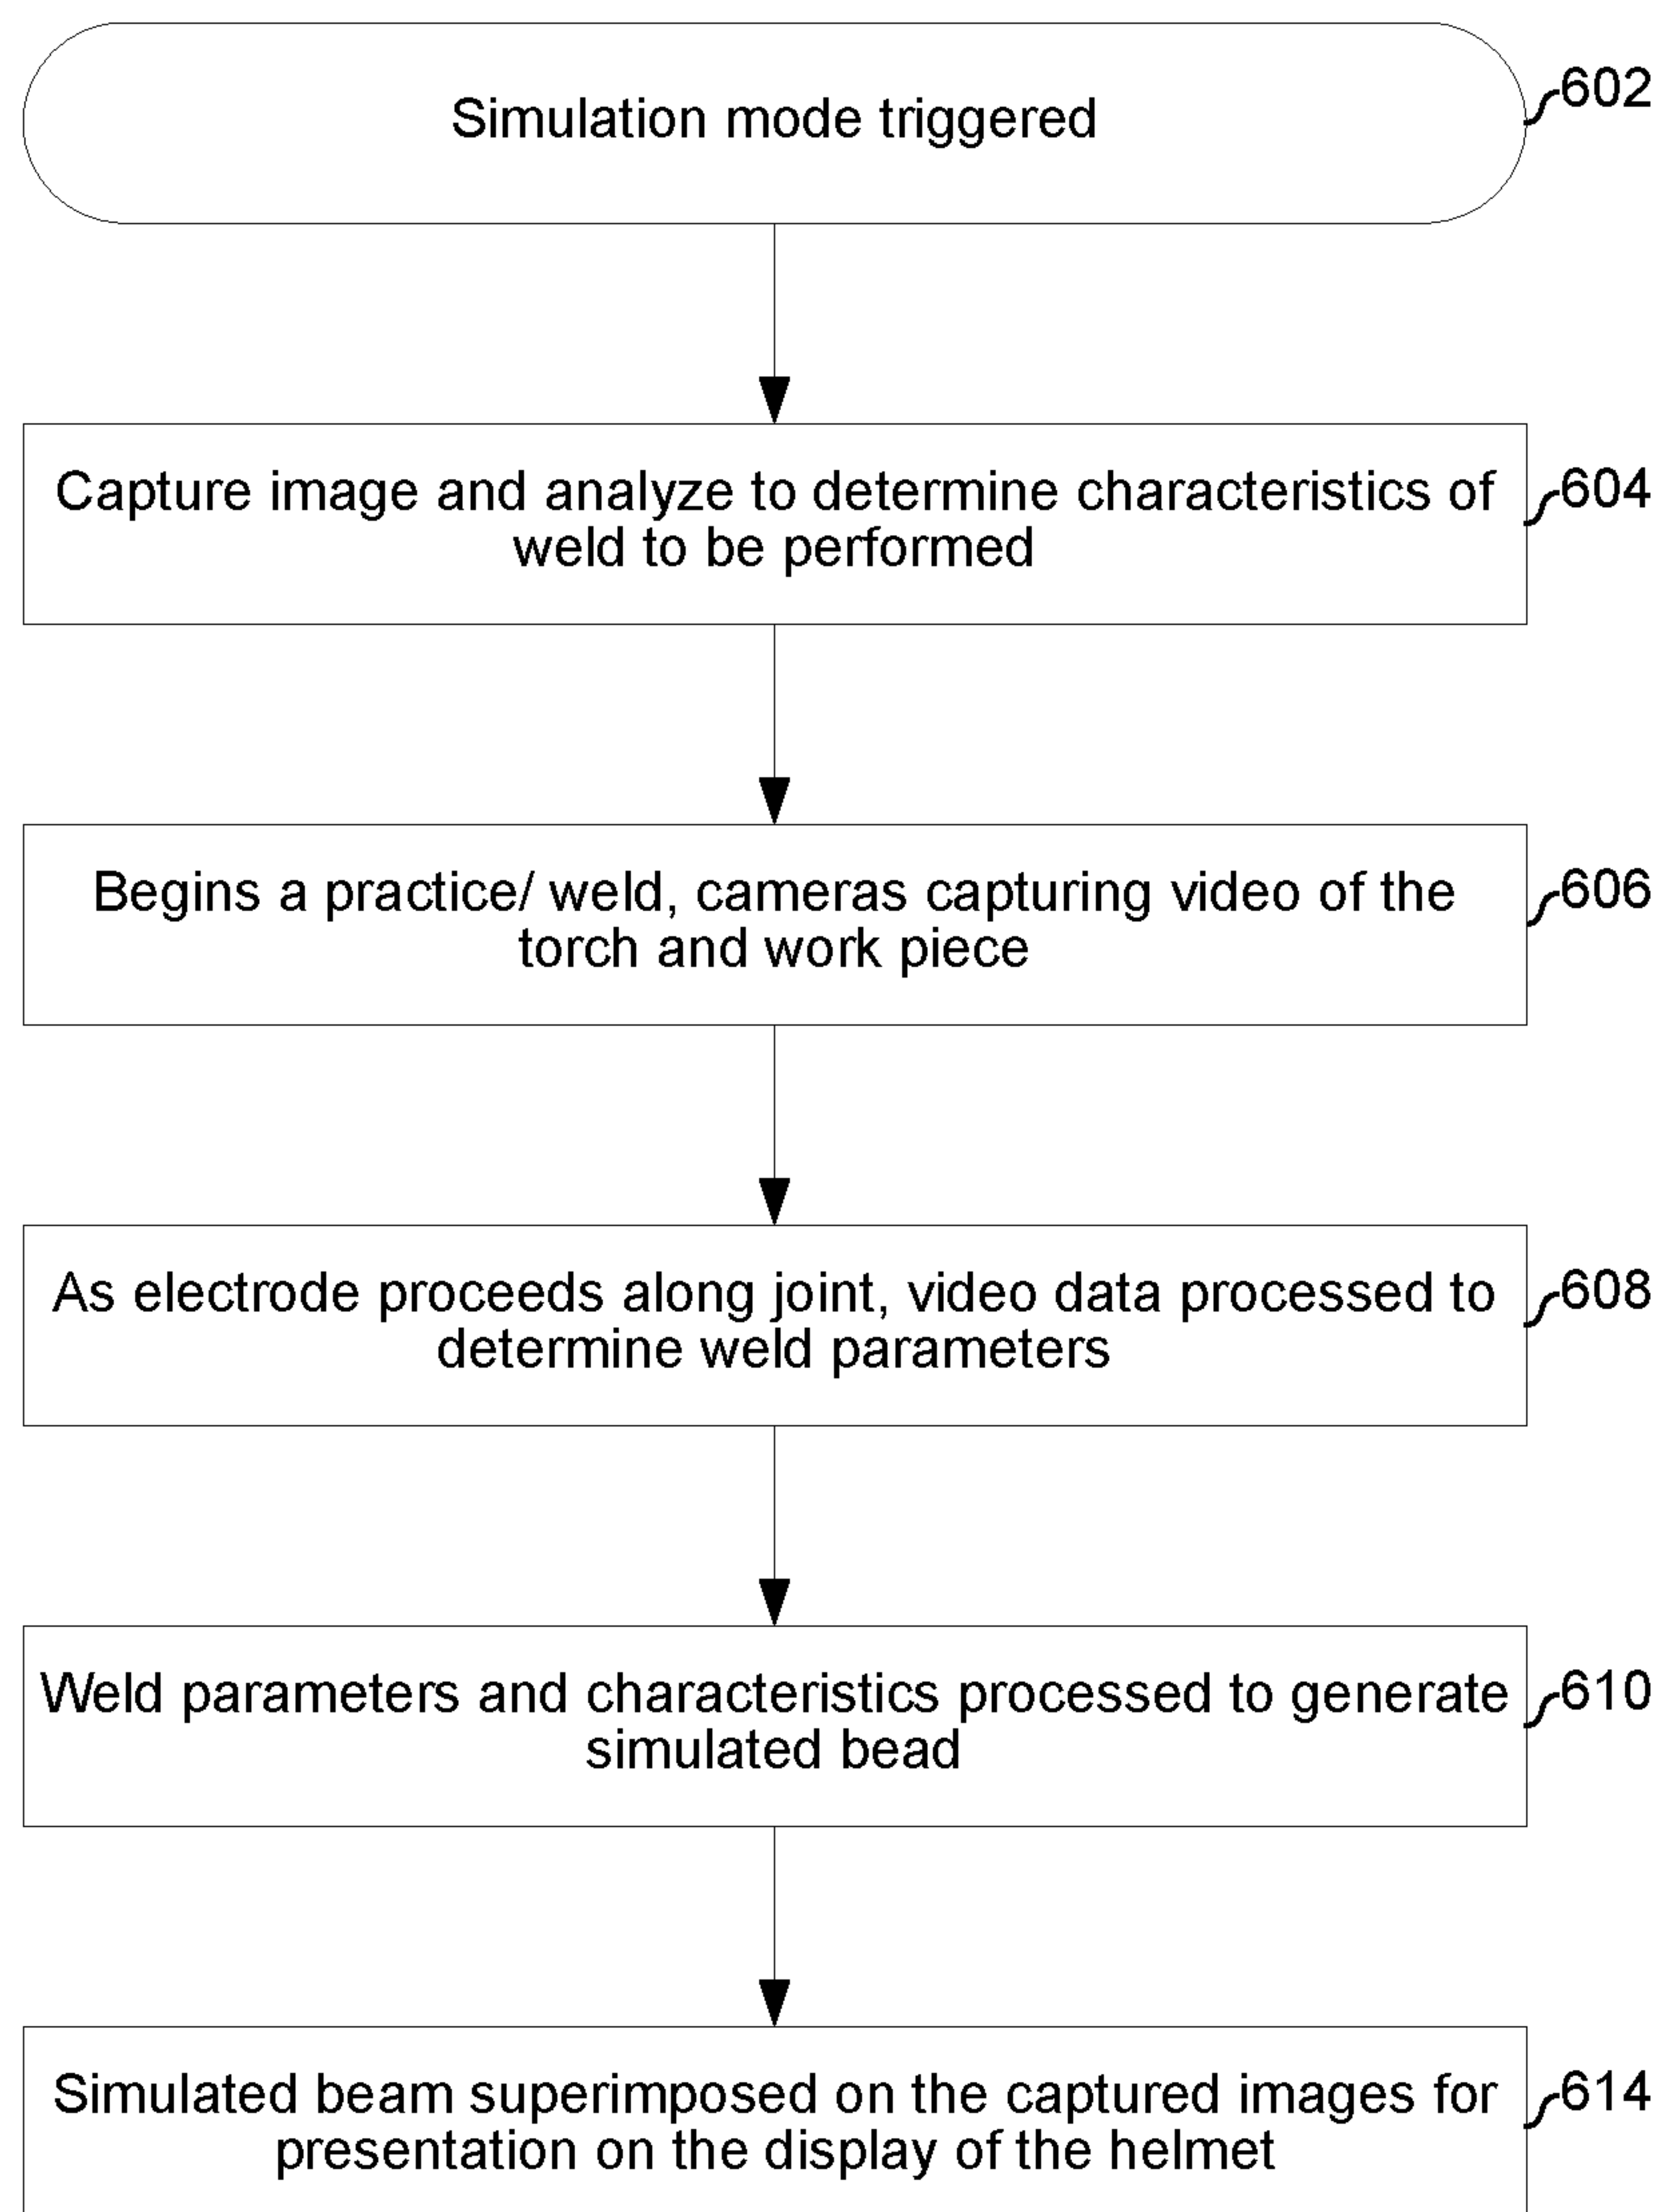 Simulation mode triggered
602
Capture image and analyze to determine characteristics of
weld to be performed
604
Begins a practice/ weld, cameras capturing video of the
torch and work piece
606
As electrode proceeds along joint, video data processed to
determine weld parameters
608
Weld parameters and characteristics processed to generate
simulated bead
610
Simulated beam superimposed on the captured images for
presentation on the display of the helmet
614